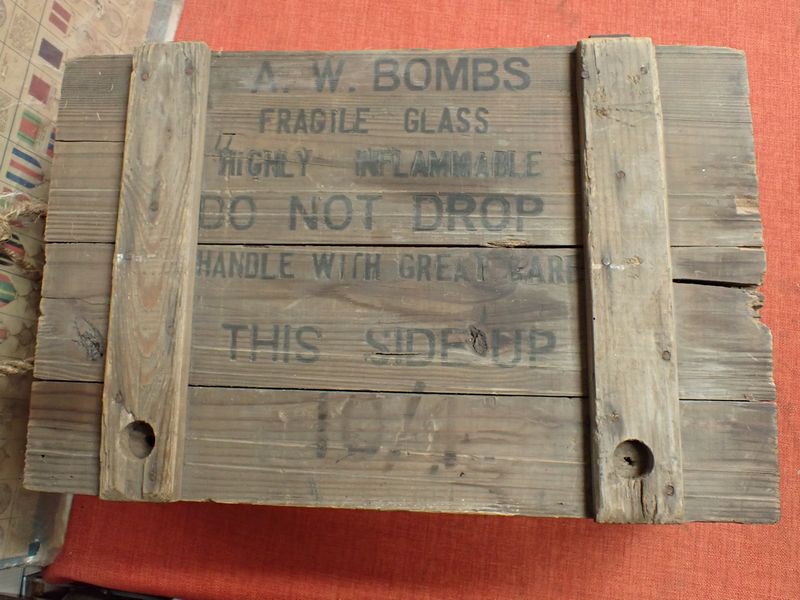 A. W. BOMBS
FRAGILE GLASS
HIGHLY INFLAMMABLE
DO NOT DROP
HANDLE WITH GREAT CARE
THIS SIDE UP